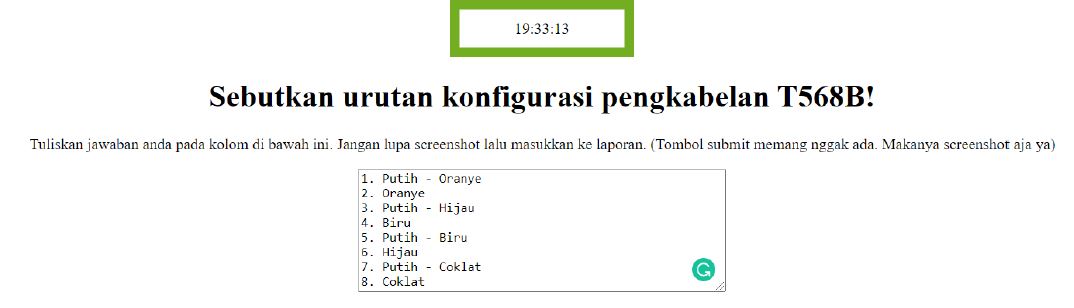 19:33:13
Sebutkan urutan konfigurasi pengkabelan T568B!
Tuliskan jawaban anda pada kolom di bawah ini. Jangan lupa screenshot lalu masukkan ke laporan. (Tombol submit memang nggak ada. Makanya screenshot aja ya)
1. Putih - Oranye
2. Oranye
3. Putih - Hijau
4. Biru
5. Putih - Biru
6. Hijau
7. Putih - Coklat
8. Coklat